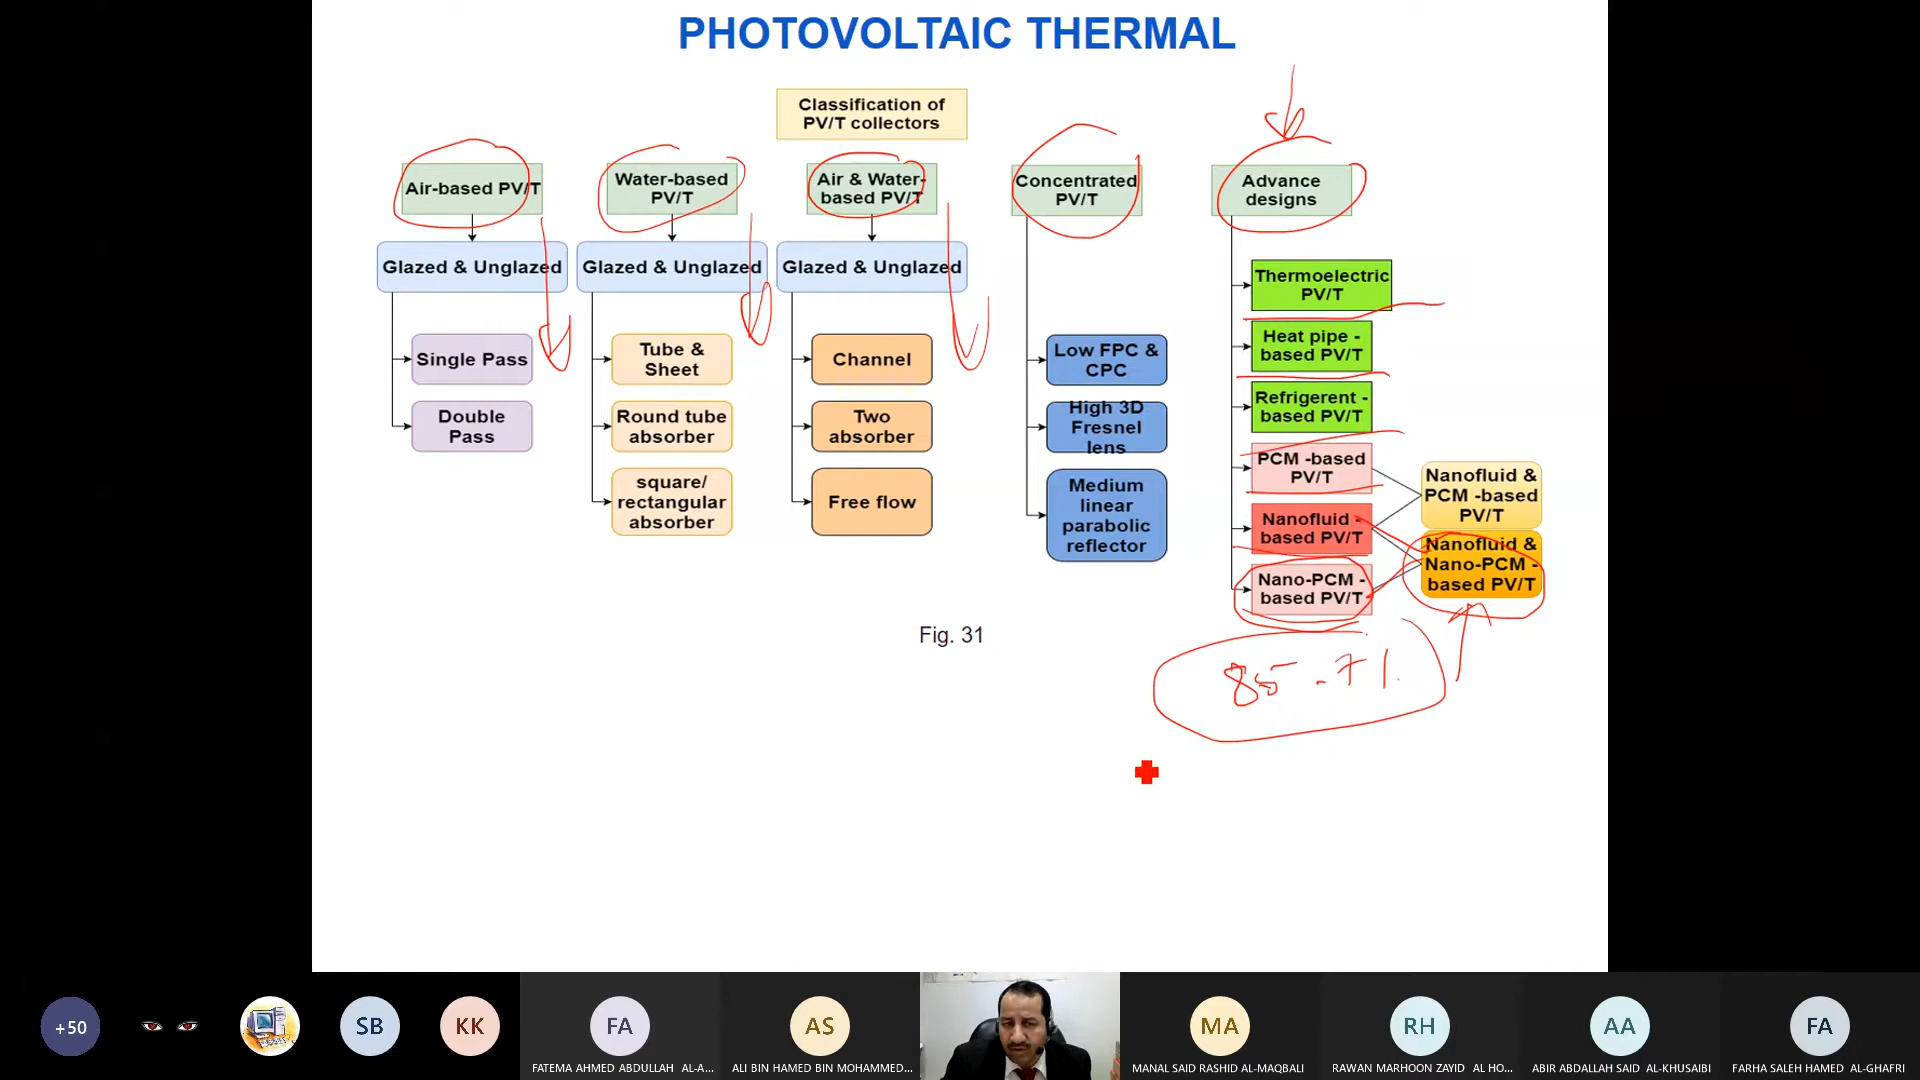 PHOTOVOLTAIC THERMAL
Classification of
PV/T collectors
Air-based PV/T
Water-based
PV/T
Air & Water-
based PV/T
Concentrated
PV/T
Advance
designs
Glazed & Unglazed
Glazed & Unglazed
Glazed & Unglazed
Single Pass
Double
Pass
Tube &
Sheet
Round tube
absorber
square/
rectangular
absorber
Channel
Two
absorber
Free flow
Low FPC &
CPC
High 3D
Fresnel
lens
Medium
linear
parabolic
reflector
Thermoelectric
PV/T
Heat pipe -
based PV/T
Refrigerent -
based PV/T
PCM -based
PV/T
Nanofluid -
based PV/T
Nano-PCM -
based PV/T
Nanofluid &
PCM -based
PV/T
Nanofluid &
Nano-PCM -
based PV/T
85.7%
Fig. 31
+50
SB
KK
FA
AS
MA
RH
AA
FA
FATEMA AHMED ABDULLAH AL-A...
ALI BIN HAMED BIN MOHAMMED...
MANAL SAID RASHID AL-MAQBALI
RAWAN MARHOON ZAYID AL HO...
ABIR ABDALLAH SAID AL-KHUSAIBI
FARHA SALEH HAMED AL-GHAFRI